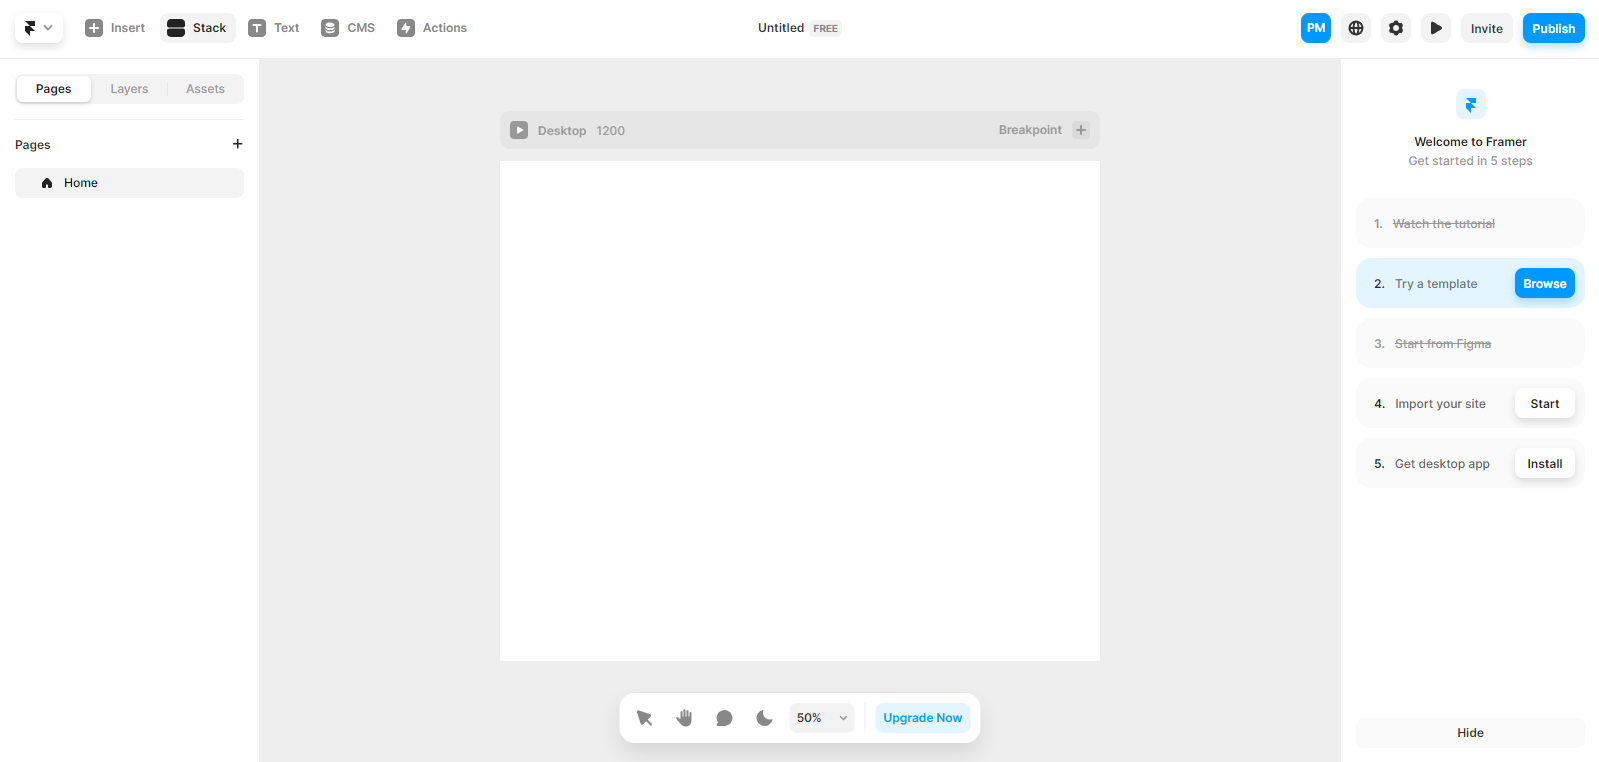 Insert Stack Text CMS Actions
Untitled FREE
PM Invite Publish
Pages Layers Assets
Pages
Home
Desktop 1200 Breakpoint
50% Upgrade Now
Welcome to Framer
Get started in 5 steps
1. Watch the tutorial
2. Try a template Browse
3. Start from Figma
4. Import your site Start
5. Get desktop app Install
Hide